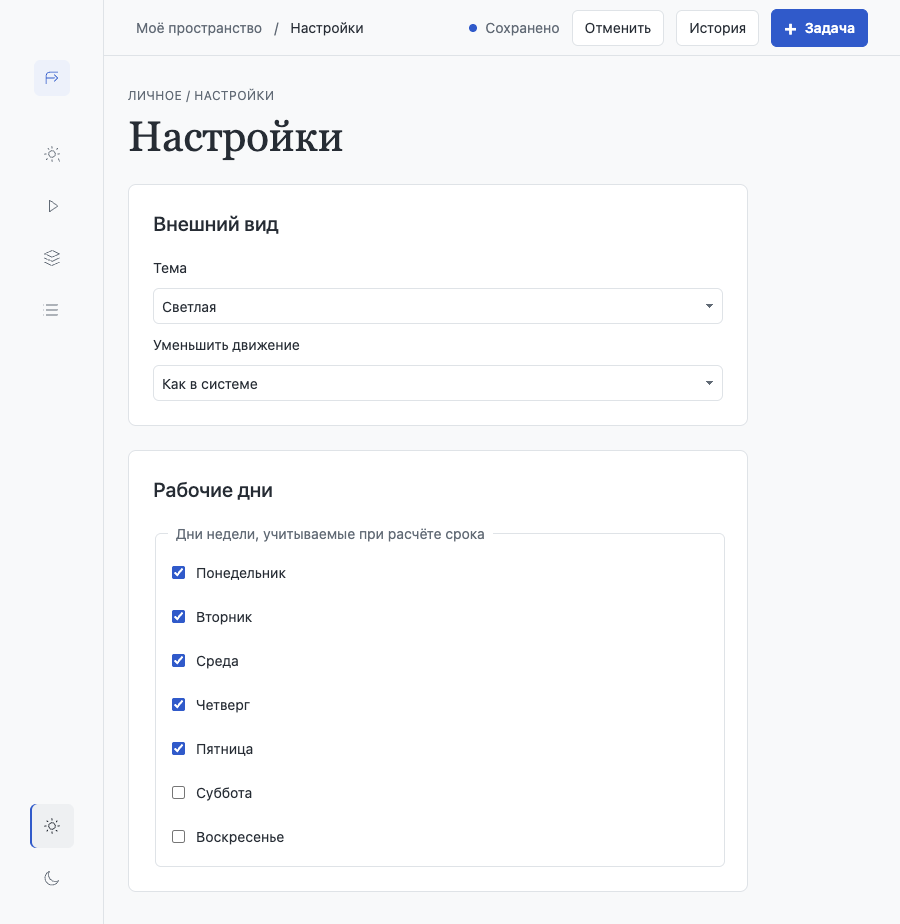 Моё пространство / Настройки
Сохранено
Отменить
История
+ Задача
ЛИЧНОЕ / НАСТРОЙКИ
Настройки
Внешний вид
Тема
Светлая
Уменьшить движение
Как в системе
Рабочие дни
Дни недели, учитываемые при расчёте срока
Понедельник
Вторник
Среда
Четверг
Пятница
Суббота
Воскресенье